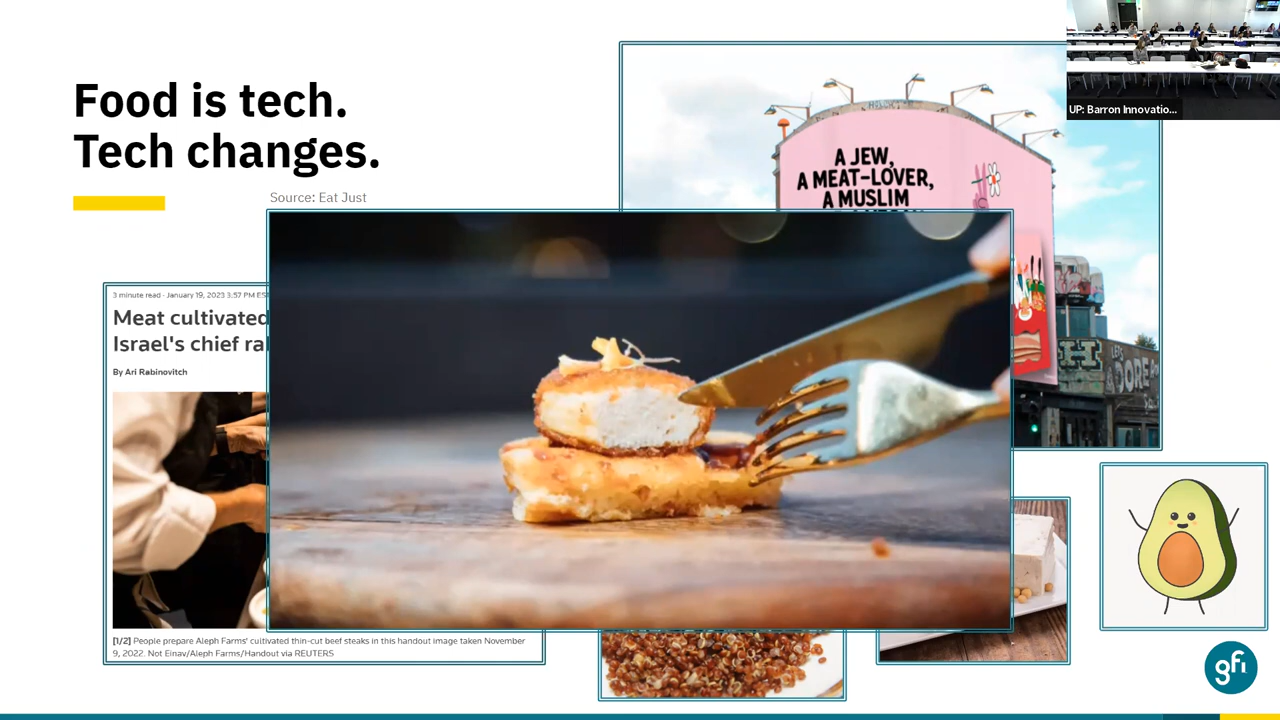 Food is tech.
Tech changes.
Source: Eat Just
UP: Barron Innovatio...
A JEW,
A MEAT-LOVER,
A MUSLIM
3 minute read · January 19, 2023 3:57 PM ES
Meat cultivated
Israel's chief ra
By Ari Rabinovitch
LET'S
ADORE
[1/2] People prepare Aleph Farms' cultivated thin-cut beef steaks in this handout image taken November
9, 2022. Not Einav/Aleph Farms/Handout via REUTERS
gfi